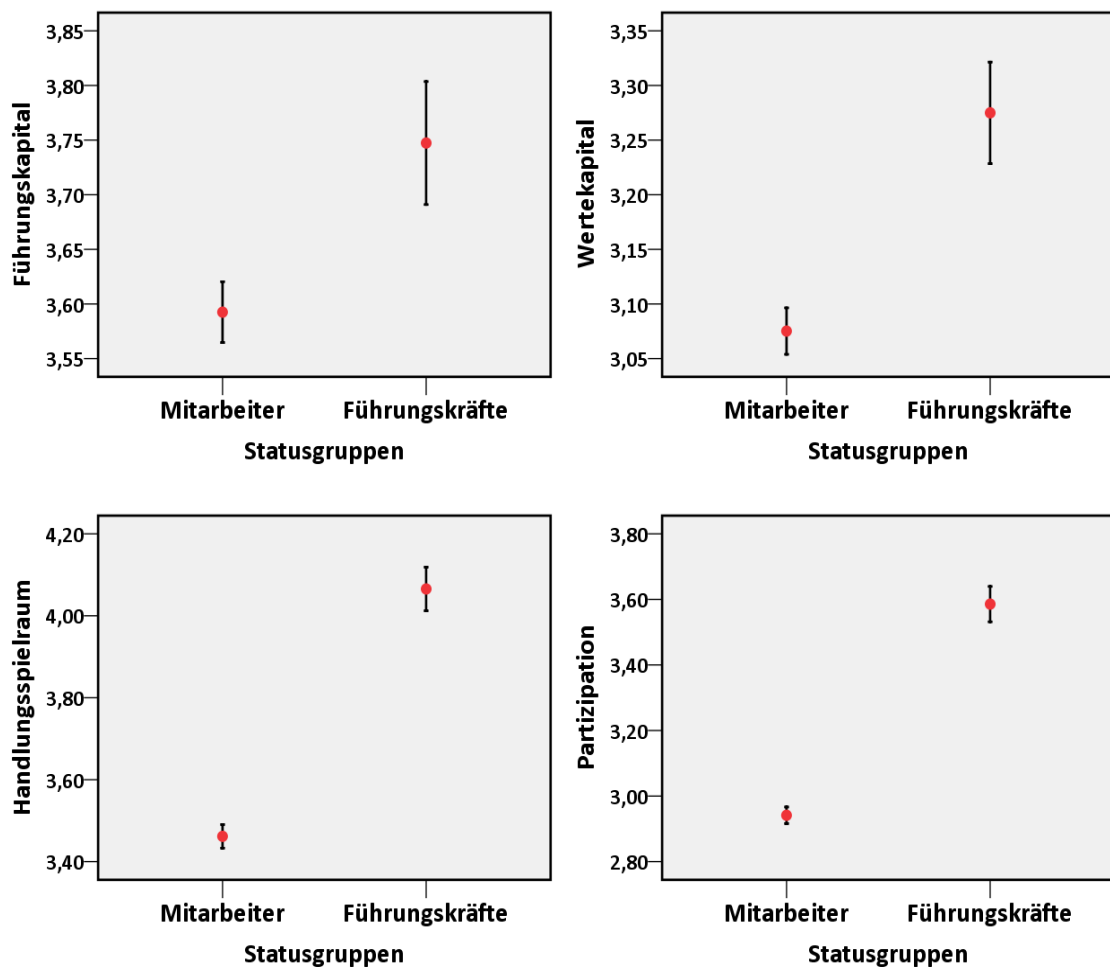 Führungskapital
3,85
3,80
3,75
3,70
3,65
3,60
3,55
Mitarbeiter
Führungskräfte
Statusgruppen
Wertekapital
3,35
3,30
3,25
3,20
3,15
3,10
3,05
Mitarbeiter
Führungskräfte
Statusgruppen
Handlungsspielraum
4,20
4,00
3,80
3,60
3,40
Mitarbeiter
Führungskräfte
Statusgruppen
Partizipation
3,80
3,60
3,40
3,20
3,00
2,80
Mitarbeiter
Führungskräfte
Statusgruppen